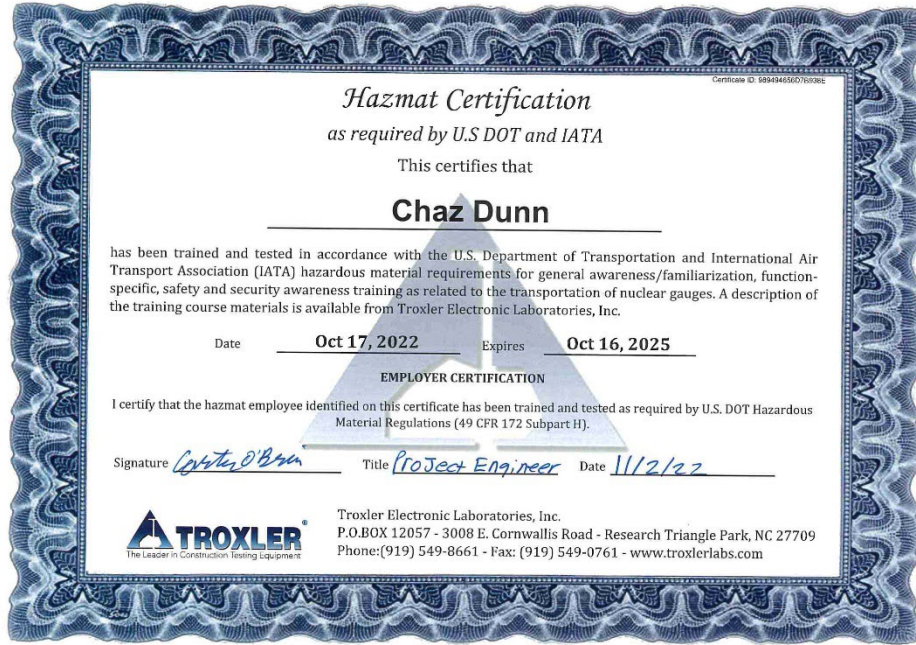 Certificate ID:
Hazmat Certification
as required by U.S DOT and IATA
This certifies that
Chaz Dunn
has been trained and tested in accordance with the U.S. Department of Transportation and International Air
Transport Association (IATA) hazardous material requirements for general awareness/familiarization, function-
specific, safety and security awareness training as related to the transportation of nuclear gauges. A description of
the training course materials is available from Troxler Electronic Laboratories, Inc.
Date Oct 17, 2022 Expires Oct 16, 2025
EMPLOYER CERTIFICATION
I certify that the hazmat employee identified on this certificate has been trained and tested as required by U.S. DOT Hazardous
Material Regulations (49 CFR 172 Subpart H).
Signature O'Brien Title Project Engineer Date 11/2/22
TROXLER
The Leader in Construction Testing Equipment
Troxler Electronic Laboratories, Inc.
P.O.BOX 12057 - 3008 E. Cornwallis Road - Research Triangle Park, NC 27709
Phone:(919) 549-8661 - Fax: (919) 549-0761 - www.troxlerlabs.com